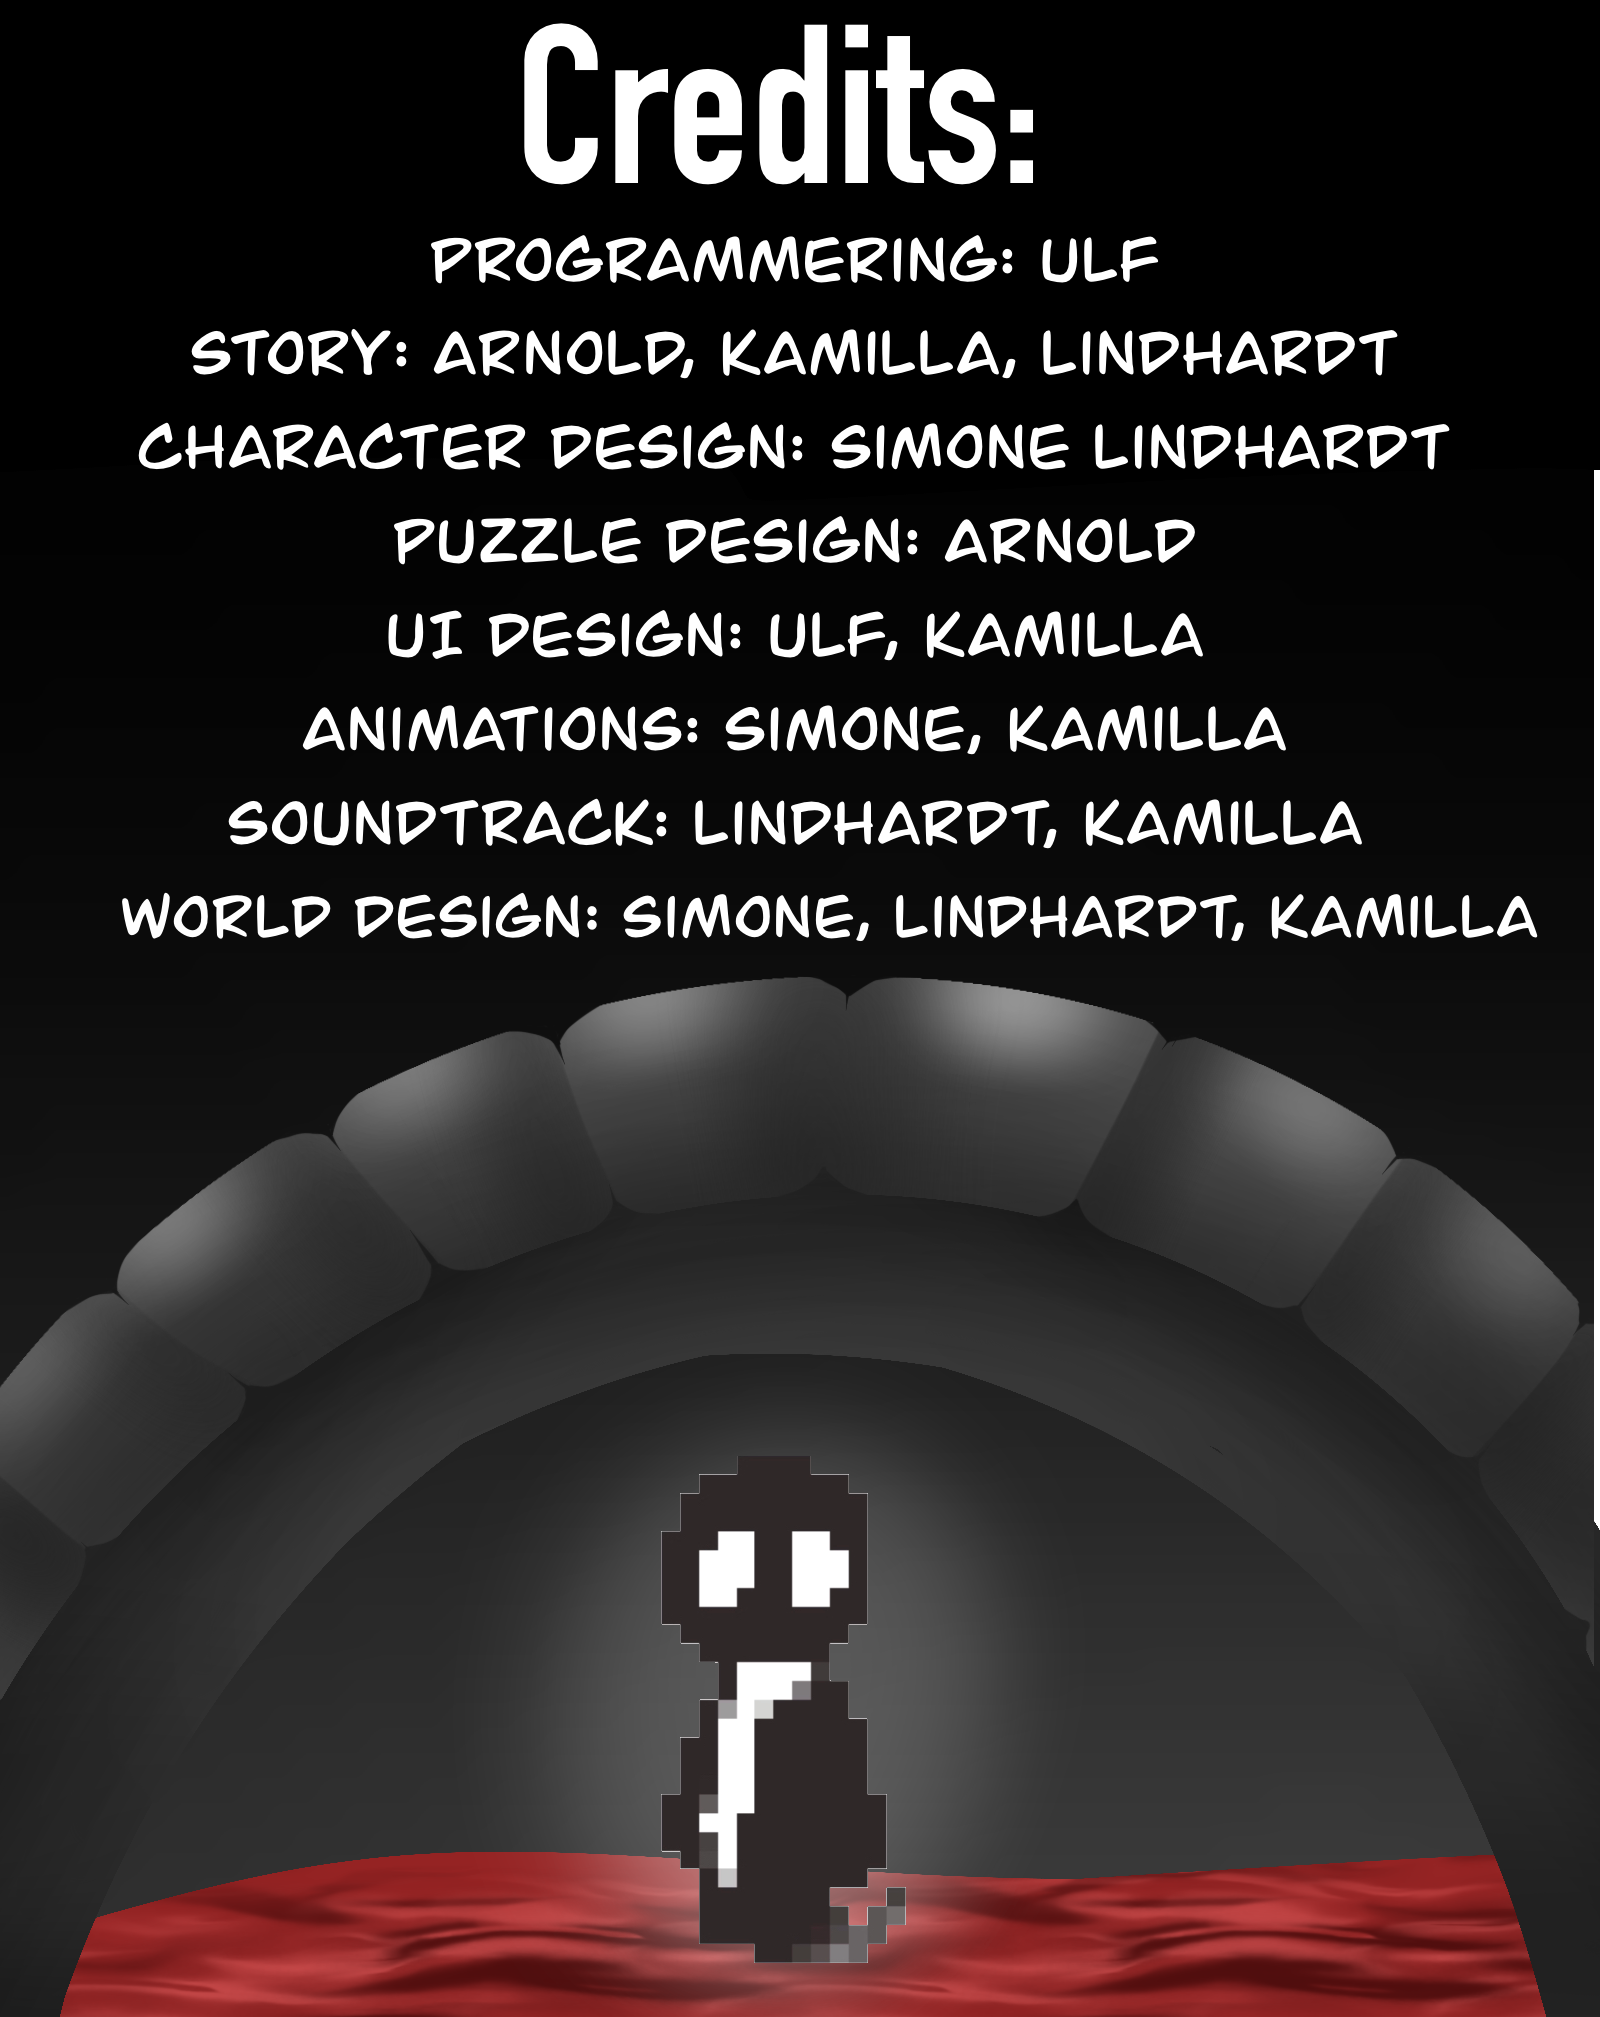 Credits:
PROGRAMMERING: ULF
STORY: ARNOLD, KAMILLA, LINDHARDT
CHARACTER DESIGN: SIMONE LINDHARDT
PUZZLE DESIGN: ARNOLD
UI DESIGN: ULF, KAMILLA
ANIMATIONS: SIMONE, KAMILLA
SOUNDTRACK: LINDHARDT, KAMILLA
WORLD DESIGN: SIMONE, LINDHARDT, KAMILLA